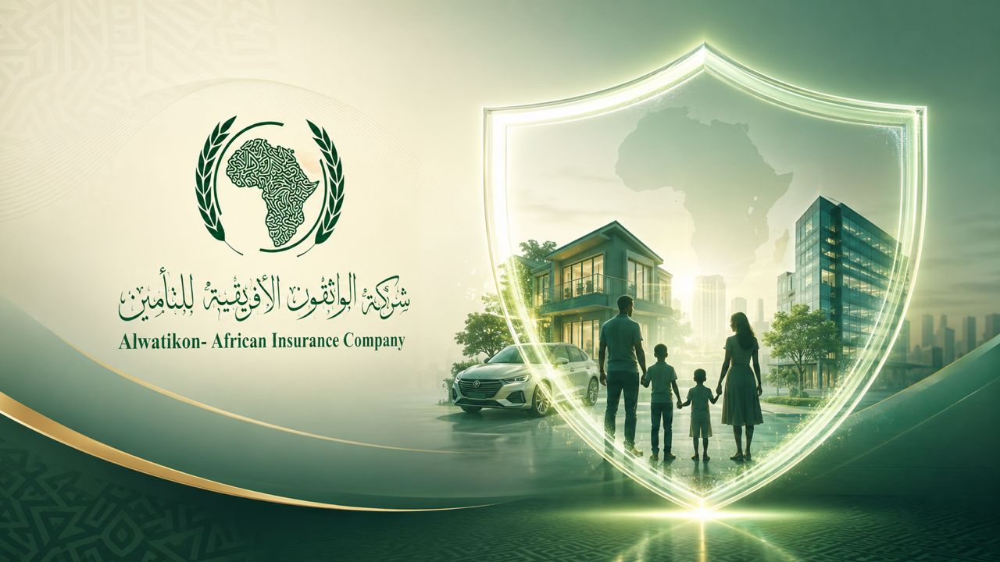 شركة الواثقون الأفريقية للتأمين
Alwatikon- African Insurance Company